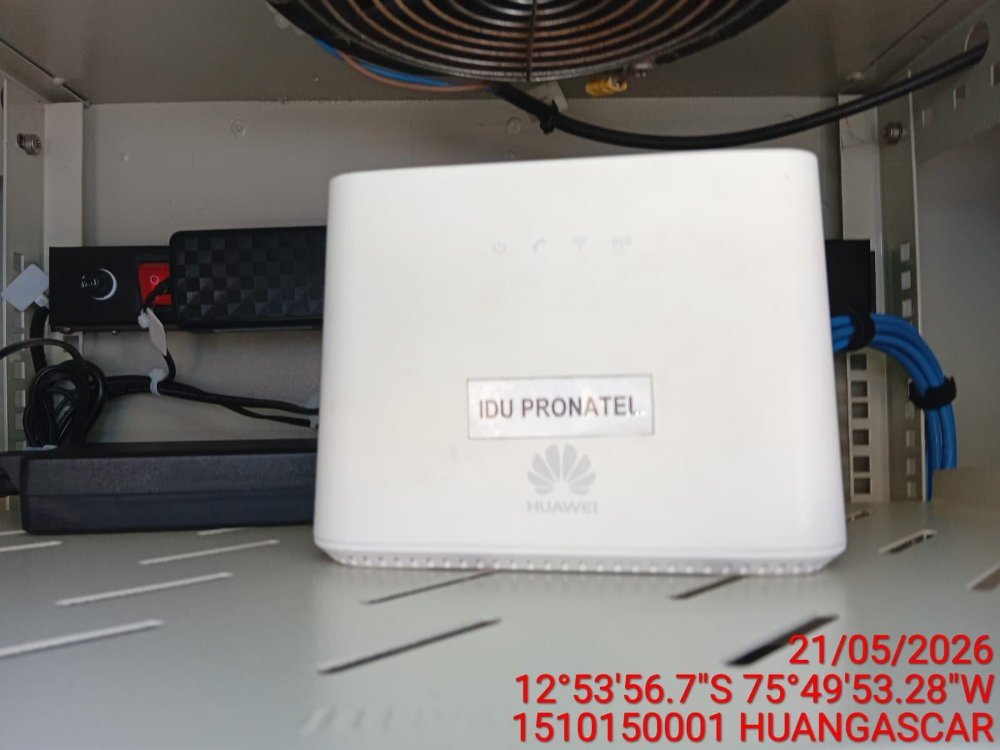 IDU PRONATEL
HUAWEI
21/05/2026
12°53'56.7"S 75°49'53.28"W
1510150001 HUANGASCAR